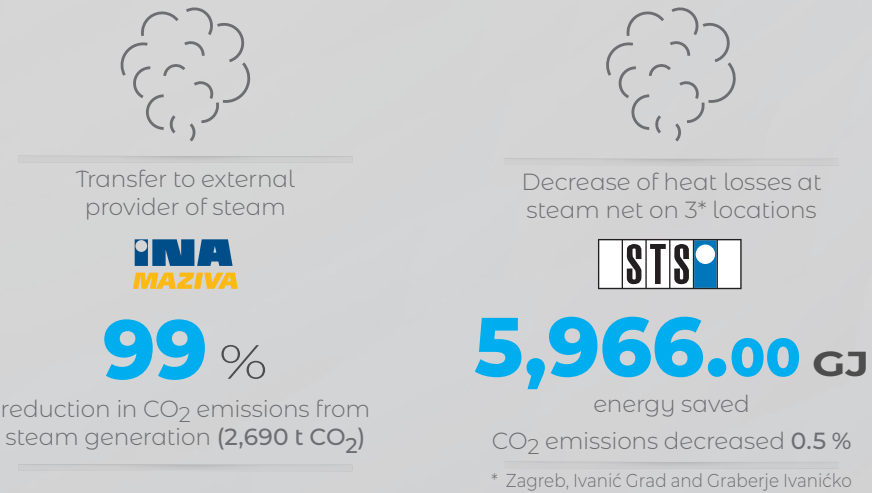 Transfer to external
provider of steam
INA
MAZIVA
99 %
reduction in CO2 emissions from
steam generation (2,690 t CO2)
Decrease of heat losses at
steam net on 3* locations
STS
5,966.00 GJ
energy saved
CO2 emissions decreased 0.5 %
* Zagreb, Ivanić Grad and Graberje Ivanićko